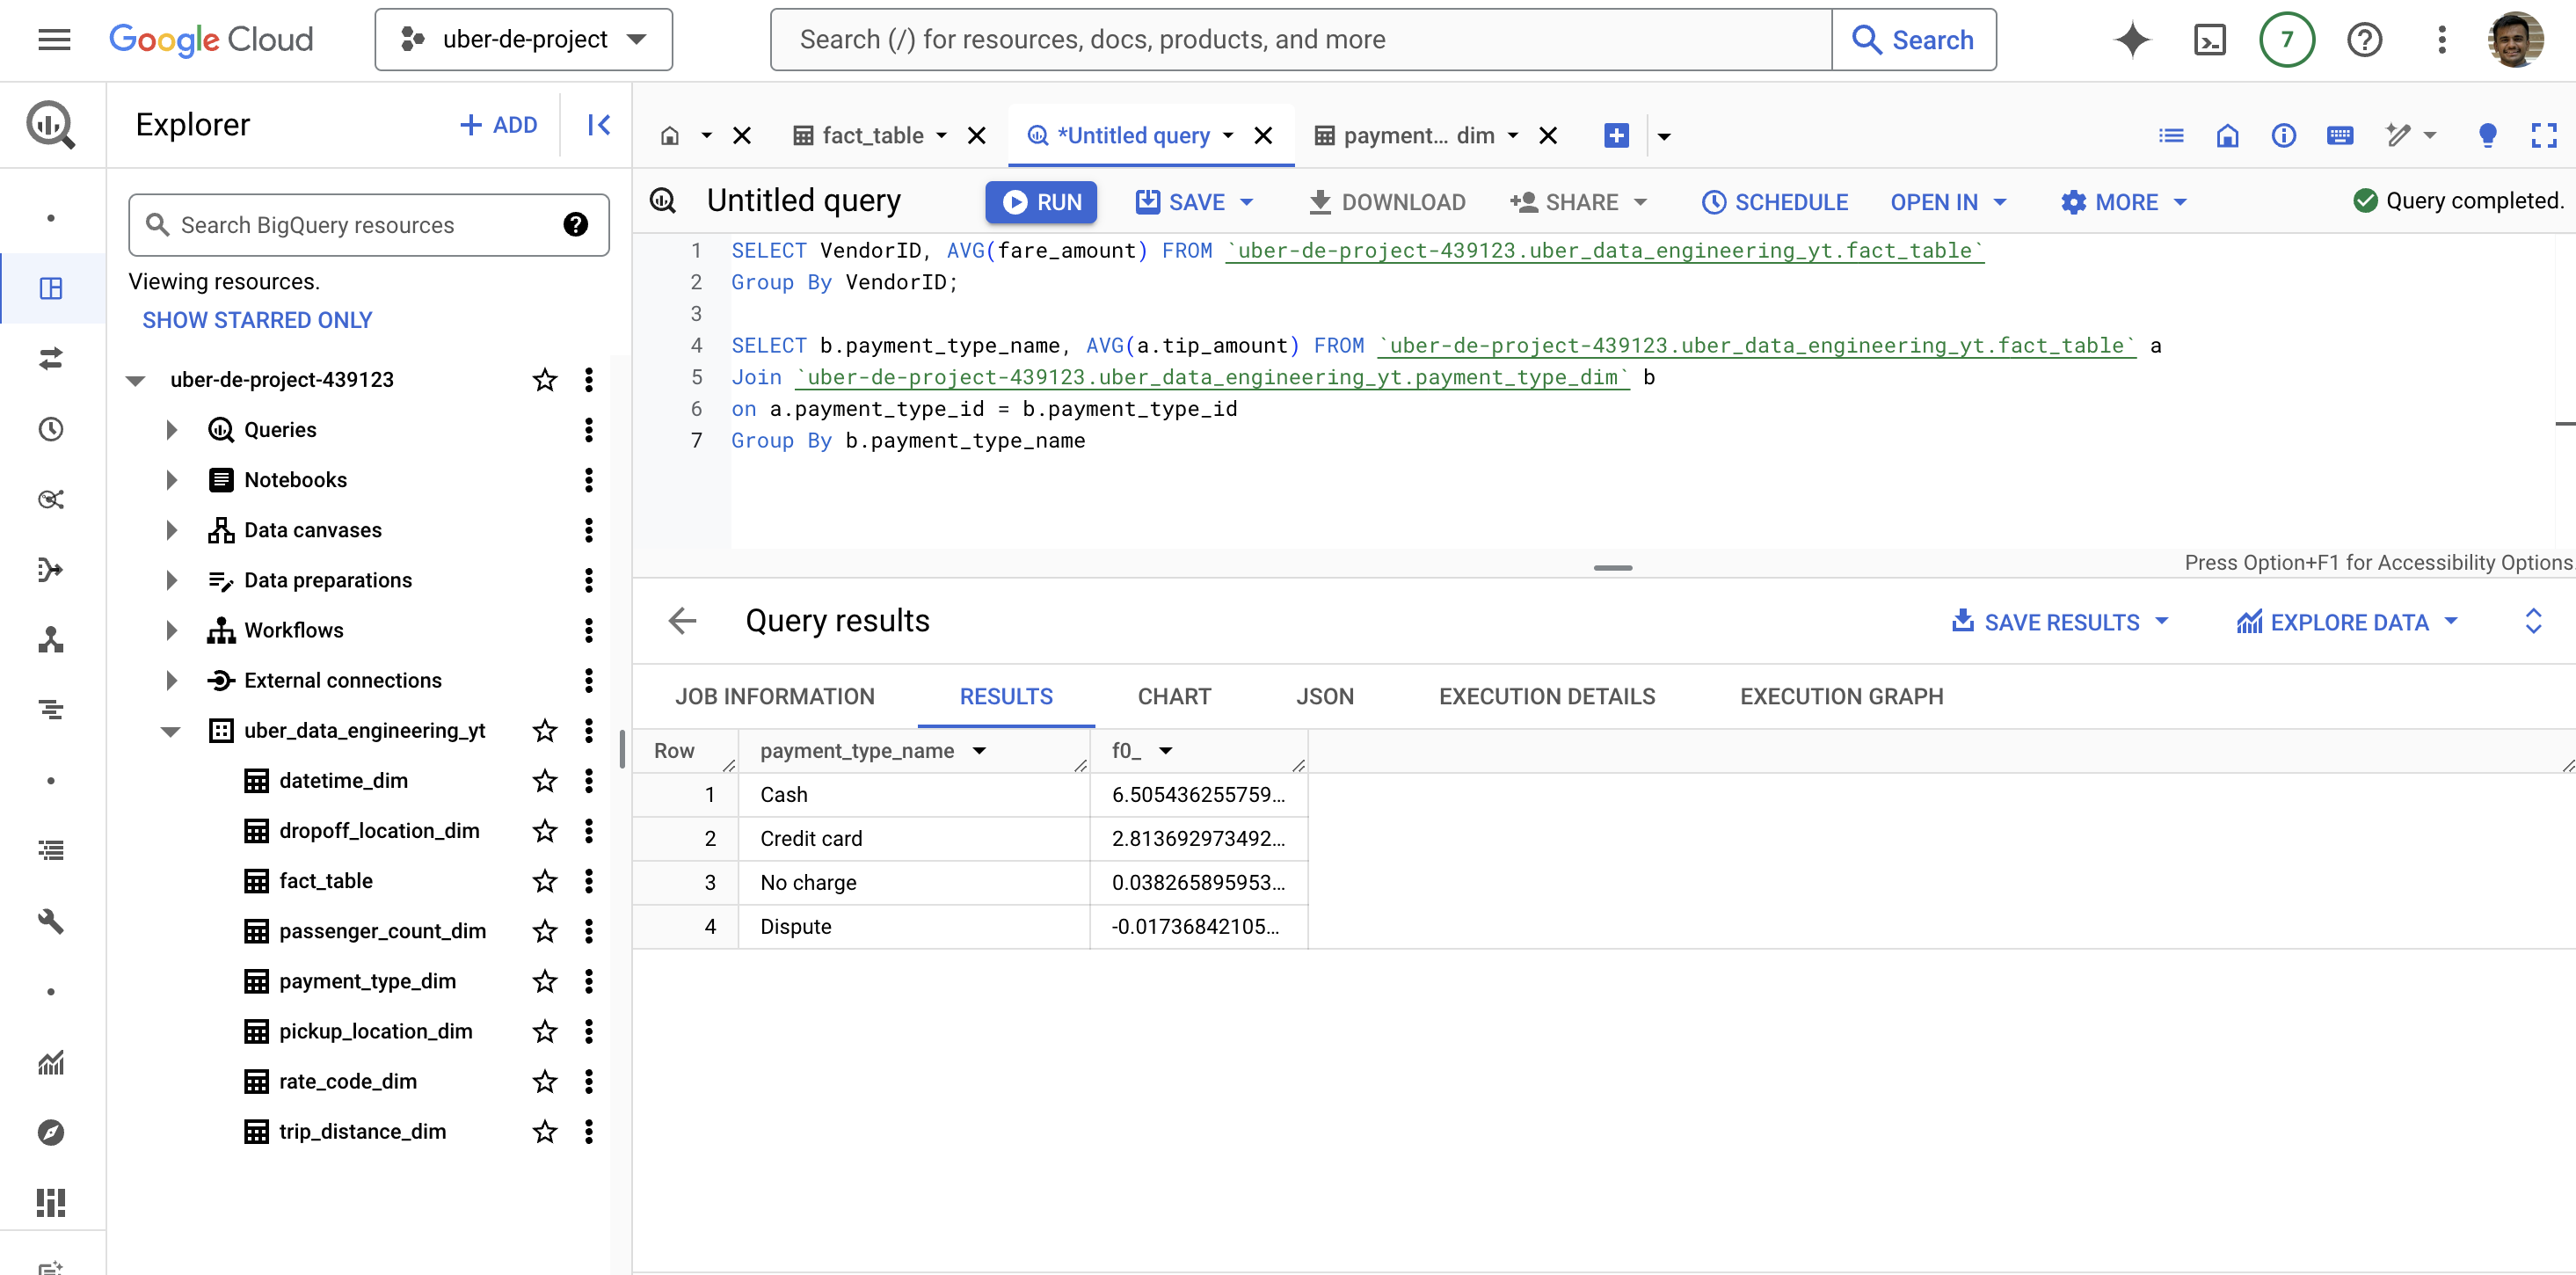 Google Cloud
uber-de-project
Search (/) for resources, docs, products, and more
Search
7
Explorer
ADD
fact_table
*Untitled query
payment... dim
Untitled query
RUN
SAVE
DOWNLOAD
SHARE
SCHEDULE
OPEN IN
MORE
Query completed.
Search BigQuery resources
Viewing resources.
SHOW STARRED ONLY
uber-de-project-439123
Queries
Notebooks
Data canvases
Data preparations
Workflows
External connections
uber_data_engineering_yt
datetime_dim
dropoff_location_dim
fact_table
passenger_count_dim
payment_type_dim
pickup_location_dim
rate_code_dim
trip_distance_dim
1 SELECT VendorID, AVG(fare_amount) FROM `uber-de-project-439123.uber_data_engineering_yt.fact_table`
2 Group By VendorID;
3
4 SELECT b.payment_type_name, AVG(a.tip_amount) FROM `uber-de-project-439123.uber_data_engineering_yt.fact_table` a
5 Join `uber-de-project-439123.uber_data_engineering_yt.payment_type_dim` b
6 on a.payment_type_id = b.payment_type_id
7 Group By b.payment_type_name
Press Option+F1 for Accessibility Options
Query results
SAVE RESULTS
EXPLORE DATA
JOB INFORMATION
RESULTS
CHART
JSON
EXECUTION DETAILS
EXECUTION GRAPH
Row payment_type_name f0_
1 Cash 6.505436255759...
2 Credit card 2.813692973492...
3 No charge 0.038265895953...
4 Dispute -0.01736842105...